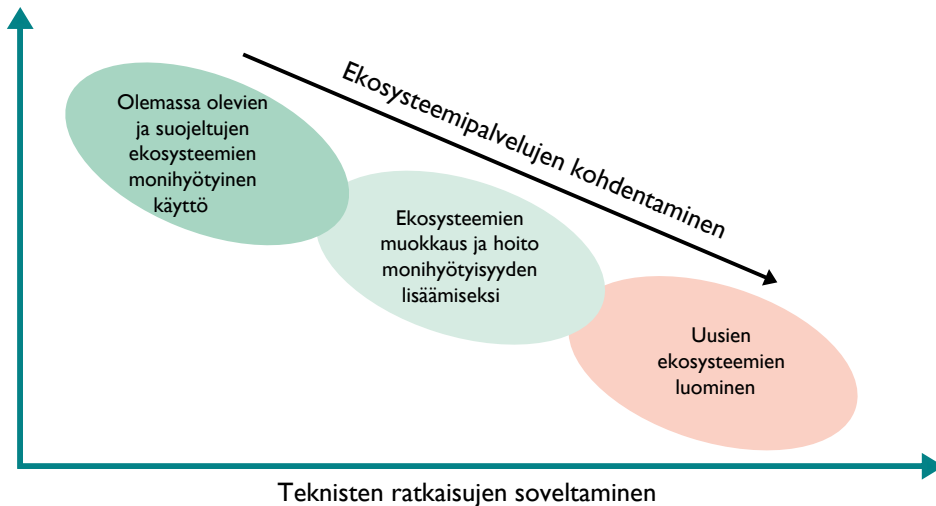 Olemassa olevien
ja suojeltujen
ekosysteemien
monihyötyinen
käyttö
Ekosysteemipalvelujen kohdentaminen
Ekosysteemien
muokkaus ja hoito
monihyötyisyyden
lisäämiseksi
Uusien
ekosysteemien
luominen
Teknisten ratkaisujen soveltaminen